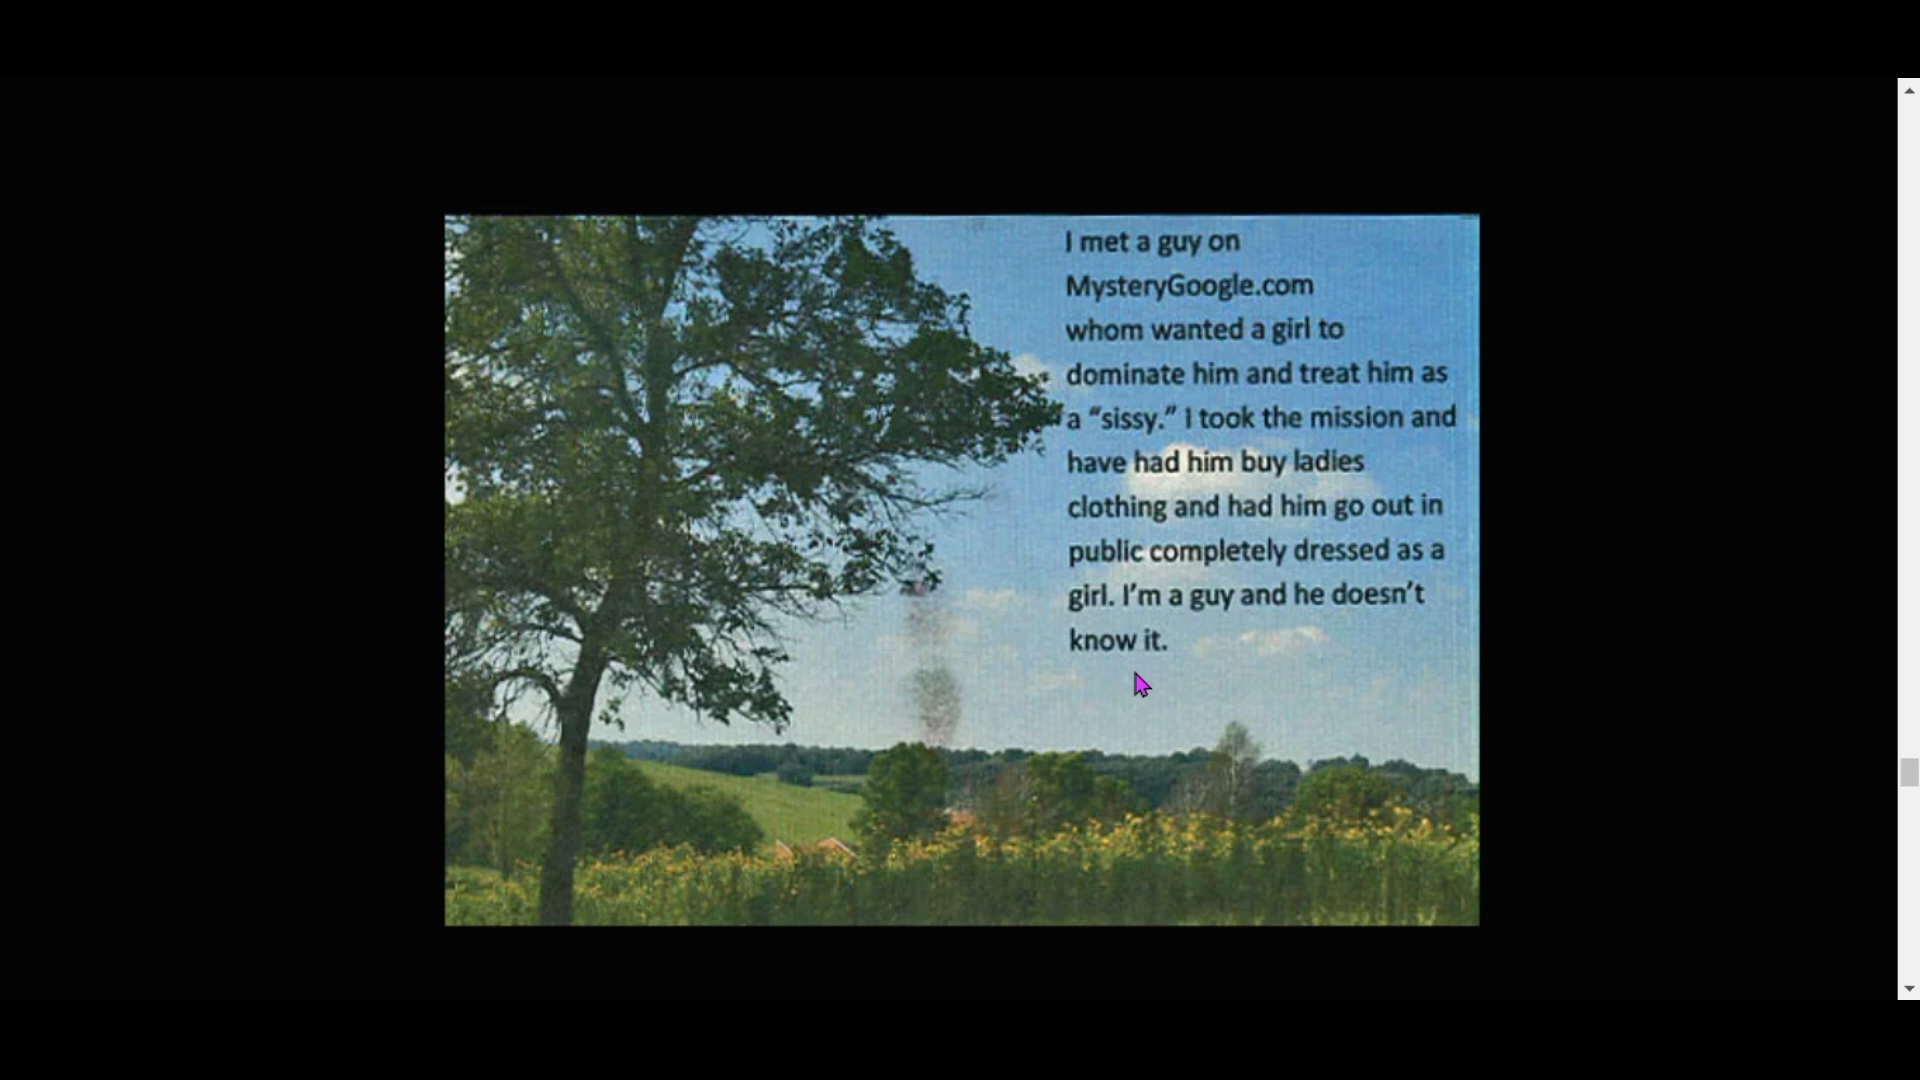 I met a guy on
MysteryGoogle.com
whom wanted a girl to
dominate him and treat him as
a “sissy.” I took the mission and
have had him buy ladies
clothing and had him go out in
public completely dressed as a
girl. I’m a guy and he doesn’t
know it.